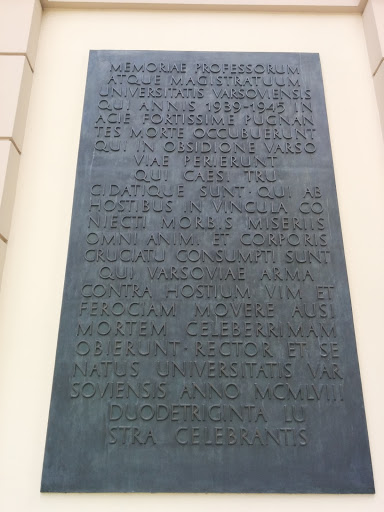 MEMORIAE PROFESSORUM
ATQUE MAGISTRATUUM
UNIVERSITATIS VARSOVIENSIS
QUI ANNIS 1939-1945 IN
ACIE FORTISSIME PUGNAN
TES MORTE OCCUBUERUNT
QUI IN OBSIDIONE VARSO
VIAE PERIERUNT
QUI CAES. TRU
CIDATIQUE SUNT · QUI AB
HOSTIBUS IN VINCULA CO
NIECTI MORBIS MISERIIS
OMNI ANIM. ET CORPORIS
CRUCIATU CONSUMPTI SUNT
QUI VARSOVIAE ARMA
CONTRA HOSTIUM VIM ET
FEROCIAM MOVERE AUSI
MORTEM CELEBERRIMAM
OBIERUNT · RECTOR ET SE
NATUS UNIVERSITATIS VAR
SOVIENSIS ANNO MCMLVIII
DUODETRIGINTA LU
STRA CELEBRANTIS